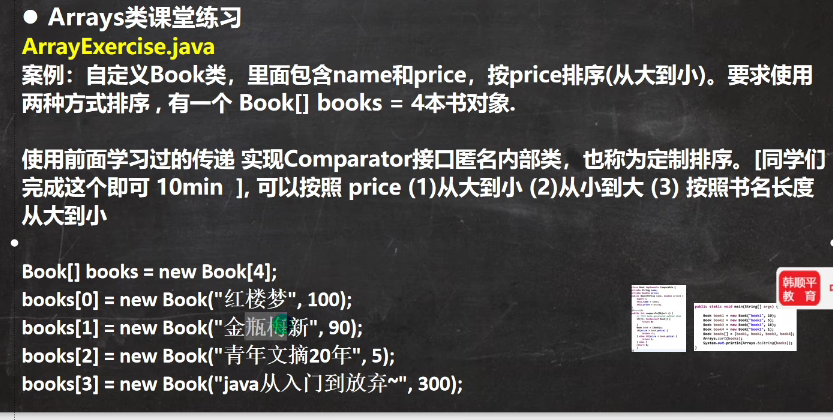 ● Arrays类课堂练习
ArrayExercise.java
案例：自定义Book类，里面包含name和price，按price排序(从大到小)。要求使用
两种方式排序 , 有一个 Book[] books = 4本书对象.
使用前面学习过的传递 实现Comparator接口匿名内部类，也称为定制排序。[同学们
完成这个即可 10min ], 可以按照 price (1)从大到小 (2)从小到大 (3) 按照书名长度
从大到小
Book[] books = new Book[4];
books[0] = new Book("红楼梦", 100);
books[1] = new Book("金瓶梅新", 90);
books[2] = new Book("青年文摘20年", 5);
books[3] = new Book("java从入门到放弃~", 300);
韩顺平
教 育